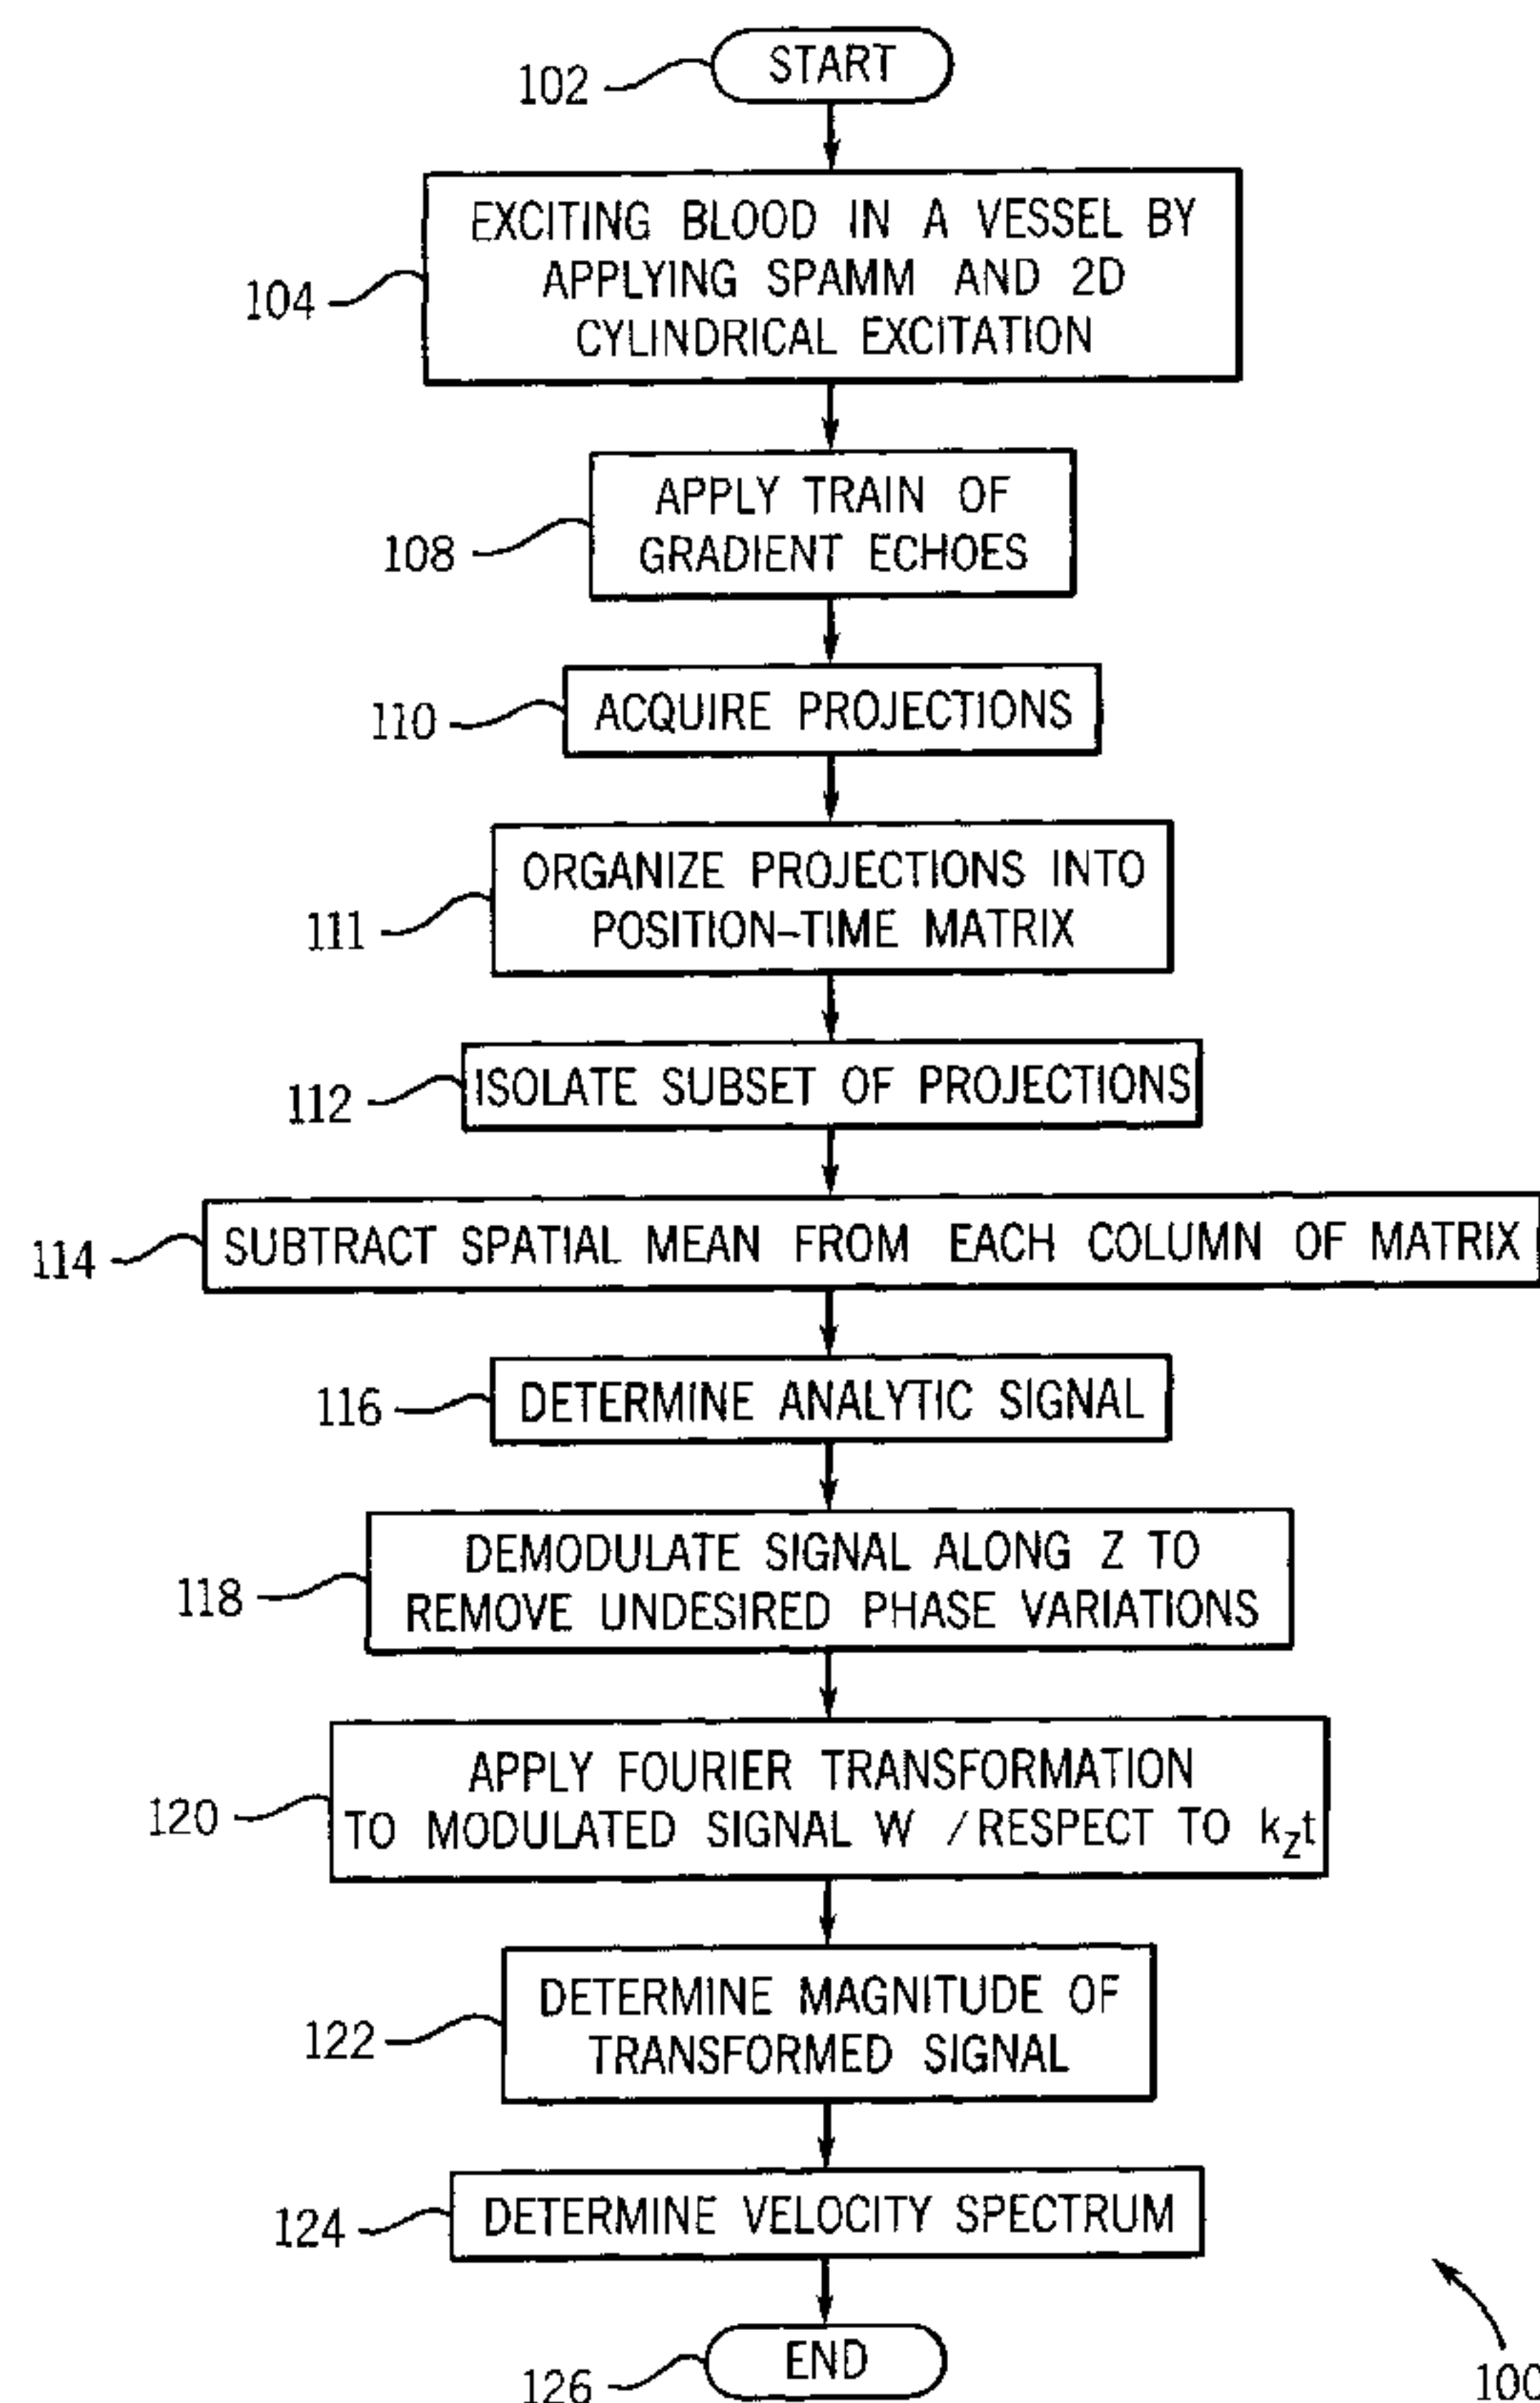 102
START
104
EXCITING BLOOD IN A VESSEL BY
APPLYING SPAMM AND 2D
CYLINDRICAL EXCITATION
108
APPLY TRAIN OF
GRADIENT ECHOES
110
ACQUIRE PROJECTIONS
111
ORGANIZE PROJECTIONS INTO
POSITION-TIME MATRIX
112
ISOLATE SUBSET OF PROJECTIONS
114
SUBTRACT SPATIAL MEAN FROM EACH COLUMN OF MATRIX
116
DETERMINE ANALYTIC SIGNAL
118
DEMODULATE SIGNAL ALONG Z TO
REMOVE UNDESIRED PHASE VARIATIONS
120
APPLY FOURIER TRANSFORMATION
TO MODULATED SIGNAL W /RESPECT TO kzt
122
DETERMINE MAGNITUDE OF
TRANSFORMED SIGNAL
124
DETERMINE VELOCITY SPECTRUM
126
END
100